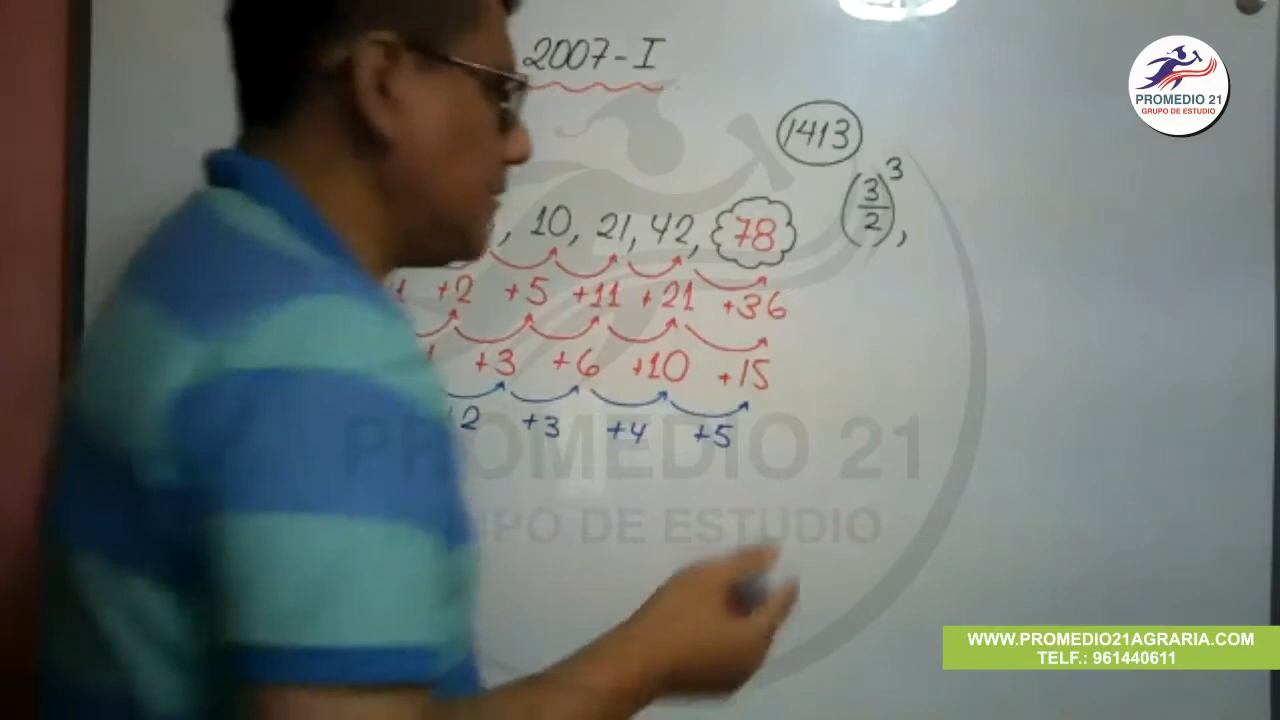 2007-I
PROMEDIO 21
GRUPO DE ESTUDIO
1413
, 10, 21, 42, 78
(3/2)³,
+2 +5 +11 +21 +36
+3 +6 +10 +15
+3 +4 +5
PROMEDIO 21
GRUPO DE ESTUDIO
WWW.PROMEDIO21AGRARIA.COM
TELF.: 961440611